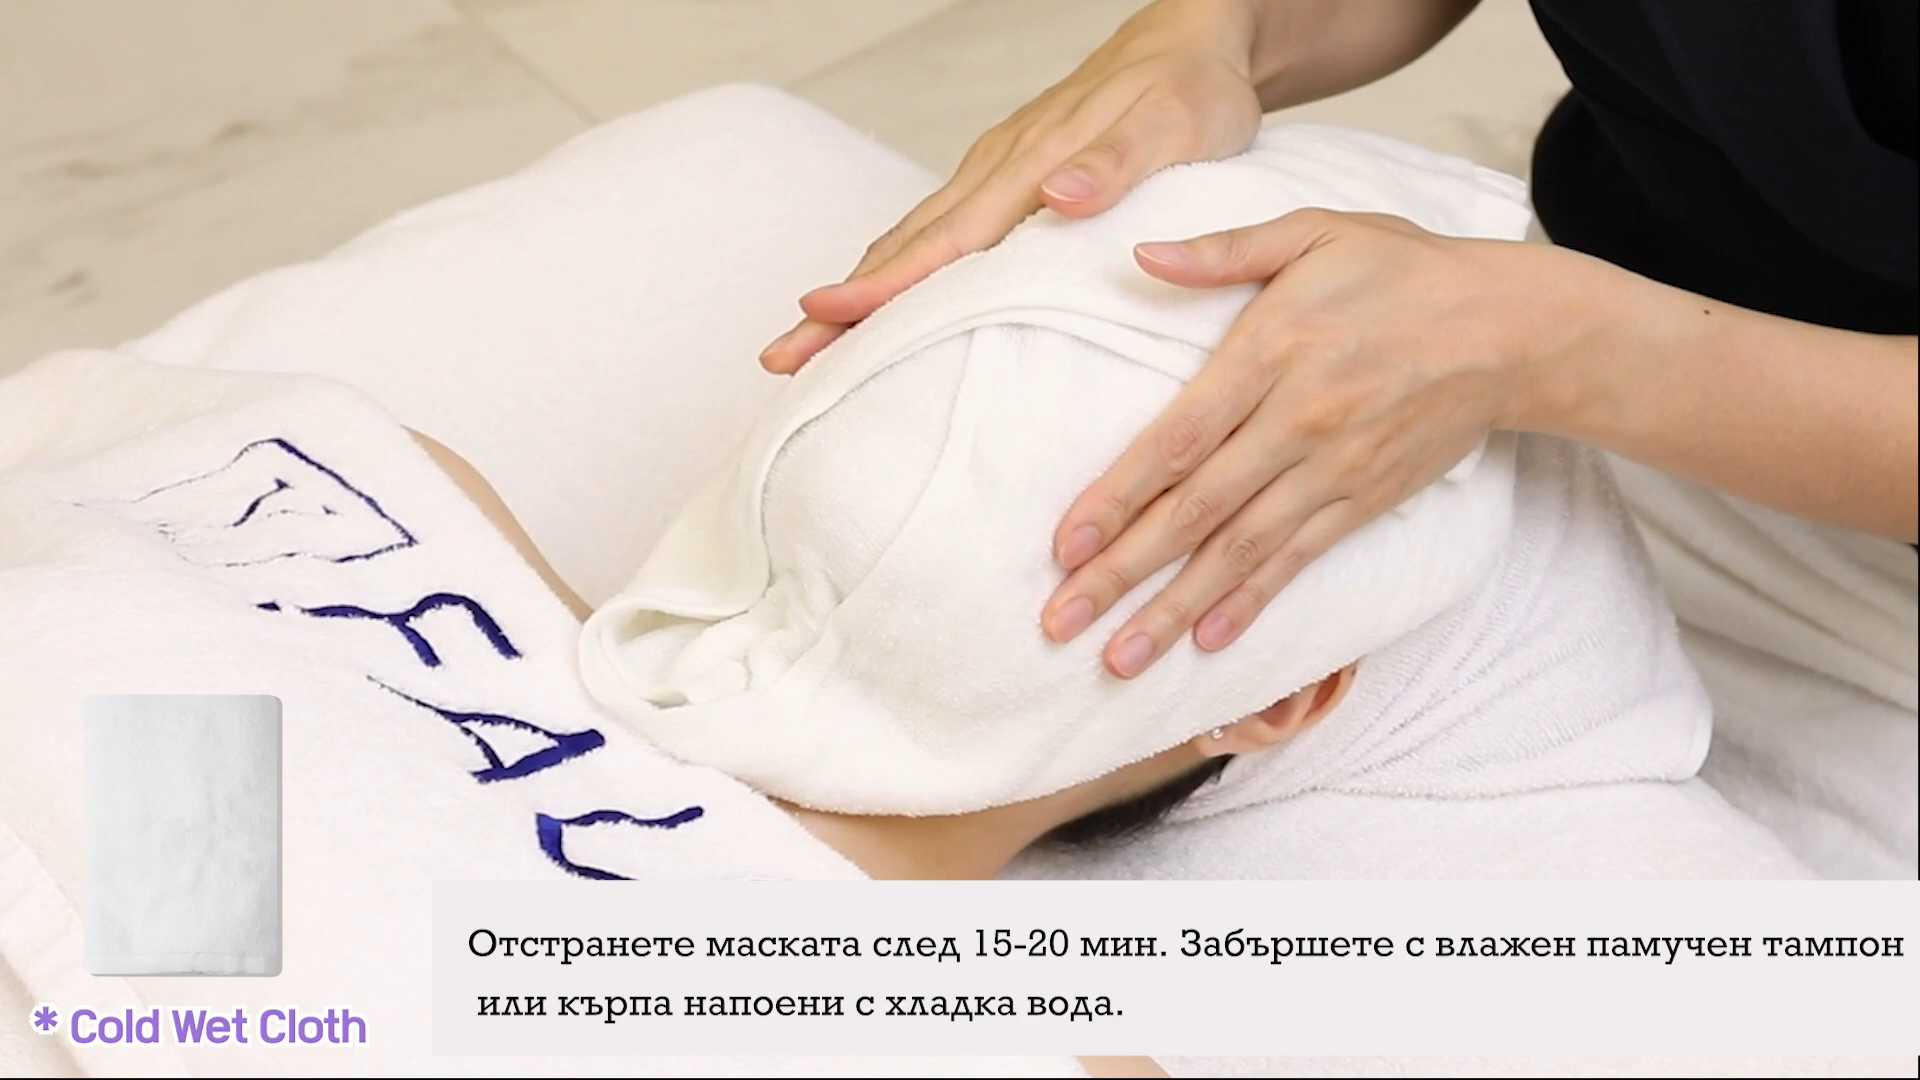 * Cold Wet Cloth
Отстранете маската след 15-20 мин. Забършете с влажен памучен тампон
или кърпа напоени с хладка вода.